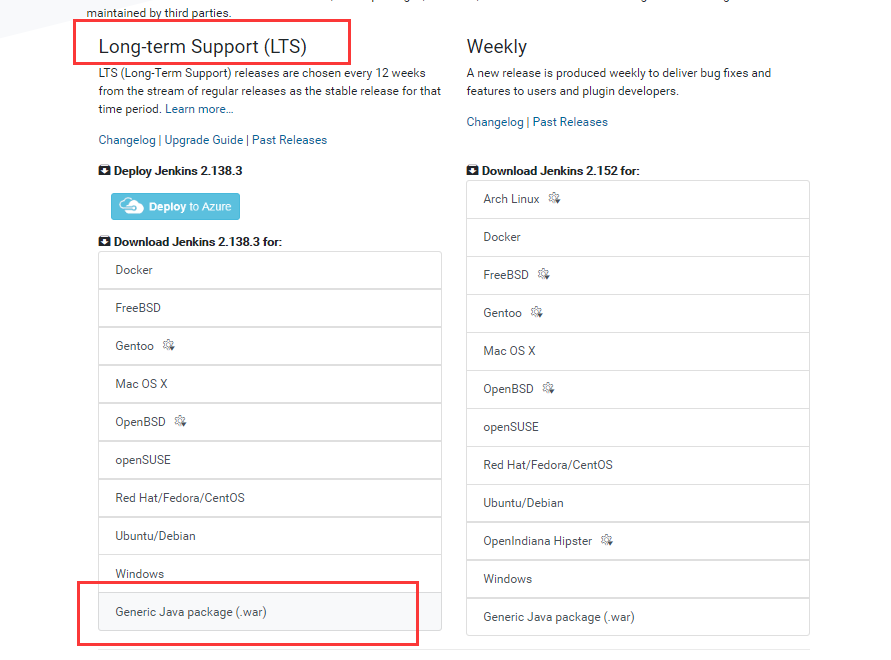 maintained by third parties.
Long-term Support (LTS)
LTS (Long-Term Support) releases are chosen every 12 weeks
from the stream of regular releases as the stable release for that
time period. Learn more…
Changelog | Upgrade Guide | Past Releases
Deploy Jenkins 2.138.3
Deploy to Azure
Download Jenkins 2.138.3 for:
Docker
FreeBSD
Gentoo
Mac OS X
OpenBSD
openSUSE
Red Hat/Fedora/CentOS
Ubuntu/Debian
Windows
Generic Java package (.war)
Weekly
A new release is produced weekly to deliver bug fixes and
features to users and plugin developers.
Changelog | Past Releases
Download Jenkins 2.152 for:
Arch Linux
Docker
FreeBSD
Gentoo
Mac OS X
OpenBSD
openSUSE
Red Hat/Fedora/CentOS
Ubuntu/Debian
OpenIndiana Hipster
Windows
Generic Java package (.war)